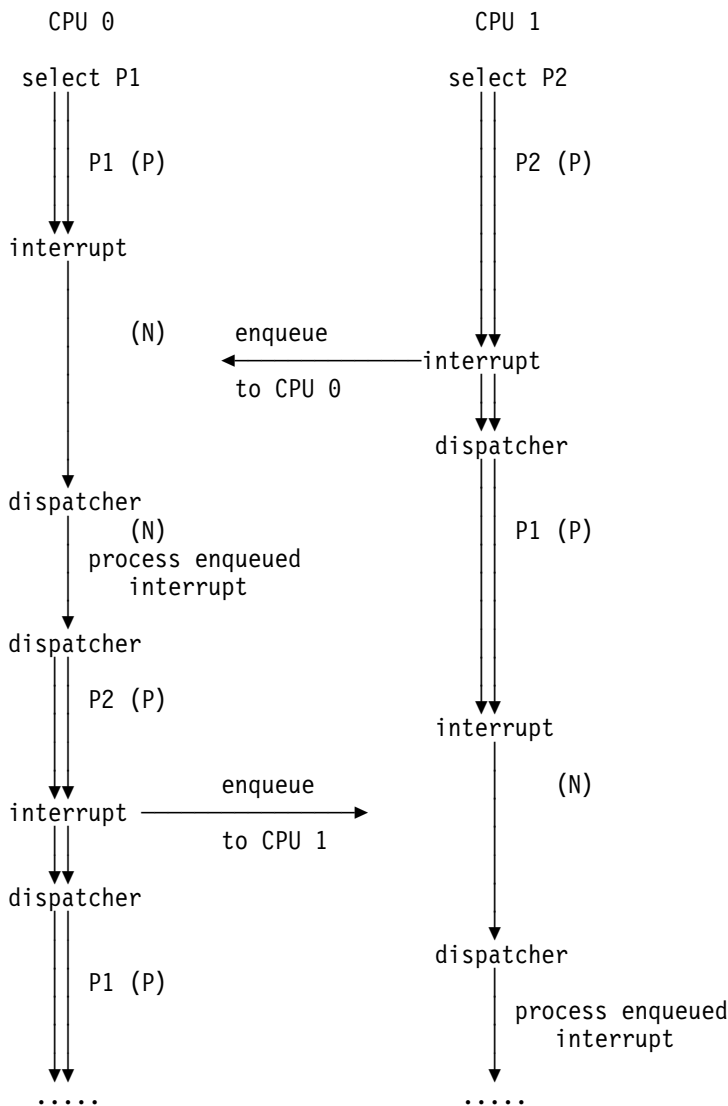 CPU 0 CPU 1
select P1 select P2
P1 (P) P2 (P)
interrupt
(N) enqueue
interrupt
to CPU 0
dispatcher
dispatcher
(N) P1 (P)
process enqueued
interrupt
dispatcher
P2 (P)
interrupt
enqueue (N)
interrupt
to CPU 1
dispatcher
dispatcher
P1 (P)
process enqueued
interrupt
..... .....